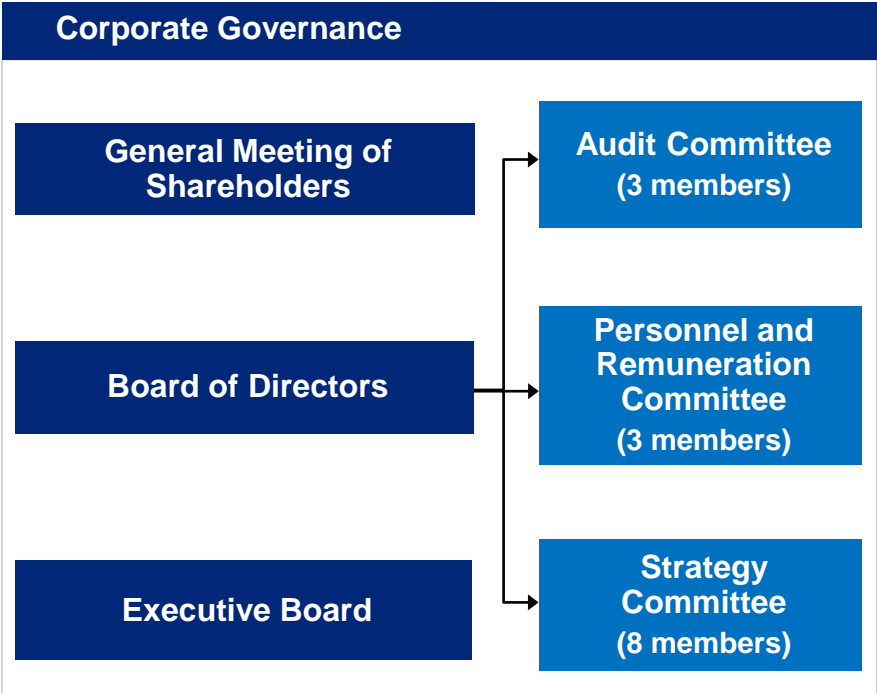 Corporate Governance
General Meeting of
Shareholders
Audit Committee
(3 members)
Board of Directors
Personnel and
Remuneration
Committee
(3 members)
Executive Board
Strategy
Committee
(8 members)